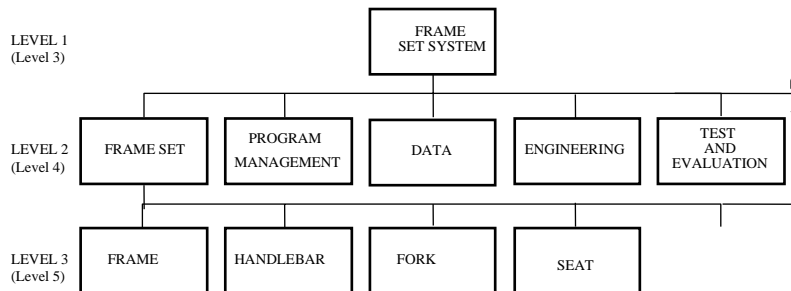 LEVEL 1
(Level 3)
FRAME
SET SYSTEM
LEVEL 2
(Level 4)
FRAME SET
PROGRAM
MANAGEMENT
DATA
ENGINEERING
TEST
AND
EVALUATION
LEVEL 3
(Level 5)
FRAME
HANDLEBAR
FORK
SEAT